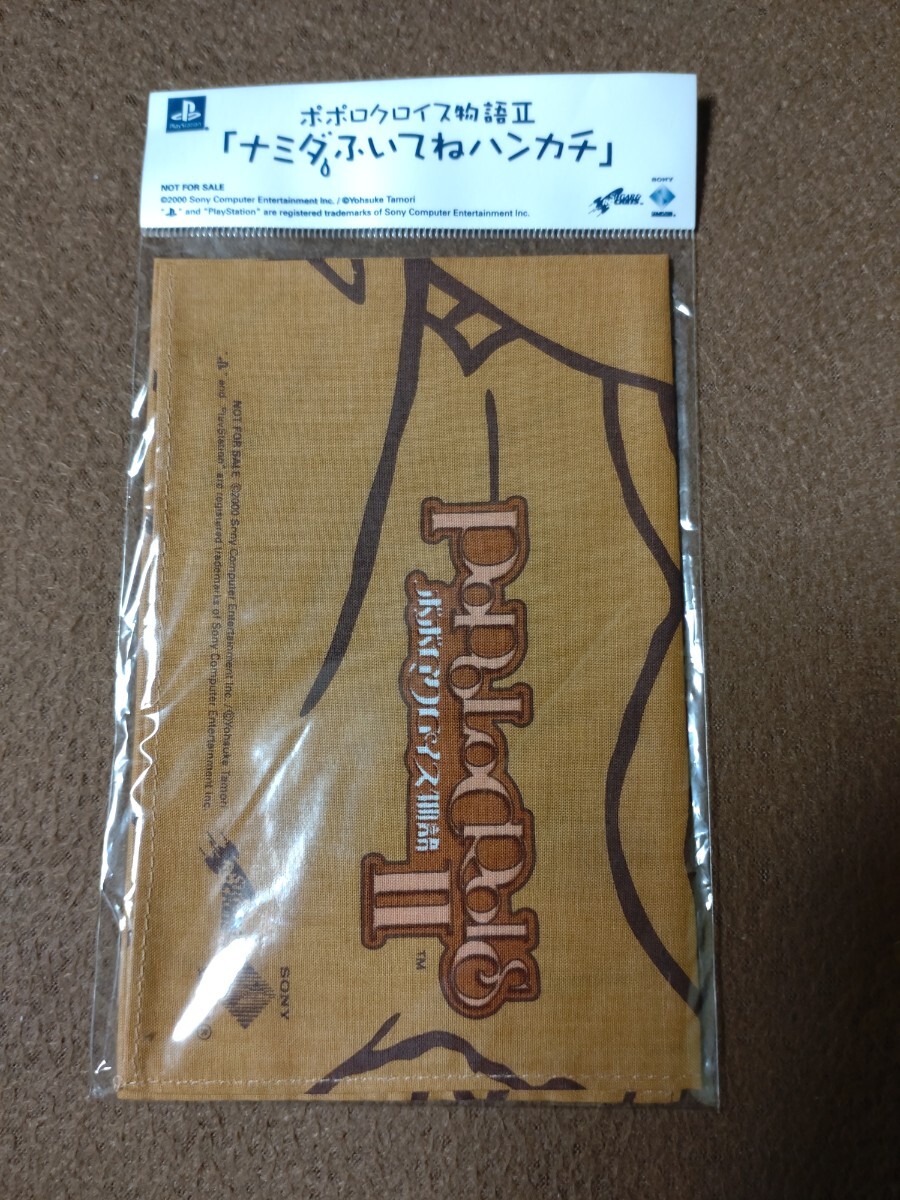 PlayStation
ポポロクロイス物語Ⅱ
「ナミダふいてねハンカチ」
NOT FOR SALE
©2000 Sony Computer Entertainment Inc. / ©Yohsuke Tamori
" " and "PlayStation" are registered trademarks of Sony Computer Entertainment Inc.
SONY
PoPoLoCRoiS
ポポロクロイス物語
II
TM
NOT FOR SALE ©2000 Sony Computer Entertainment Inc. / ©Yohsuke Tamori
" " and "PlayStation" are registered trademarks of Sony Computer Entertainment Inc.
SONY
®